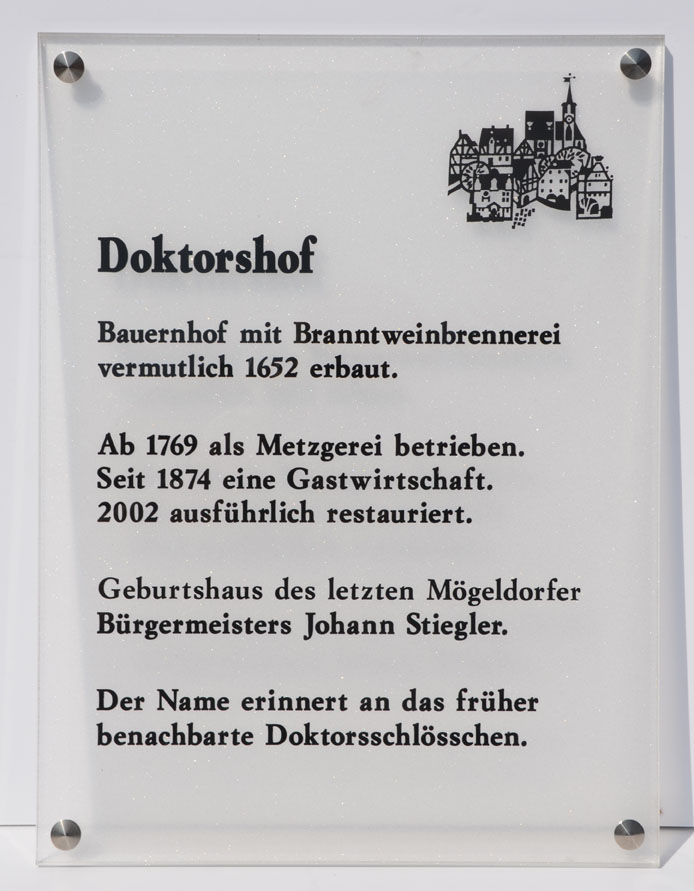 Doktorshof
Bauernhof mit Branntweinbrennerei
vermutlich 1652 erbaut.
Ab 1769 als Metzgerei betrieben.
Seit 1874 eine Gastwirtschaft.
2002 ausführlich restauriert.
Geburtshaus des letzten Mögeldorfer
Bürgermeisters Johann Stiegler.
Der Name erinnert an das früher
benachbarte Doktorsschlösschen.